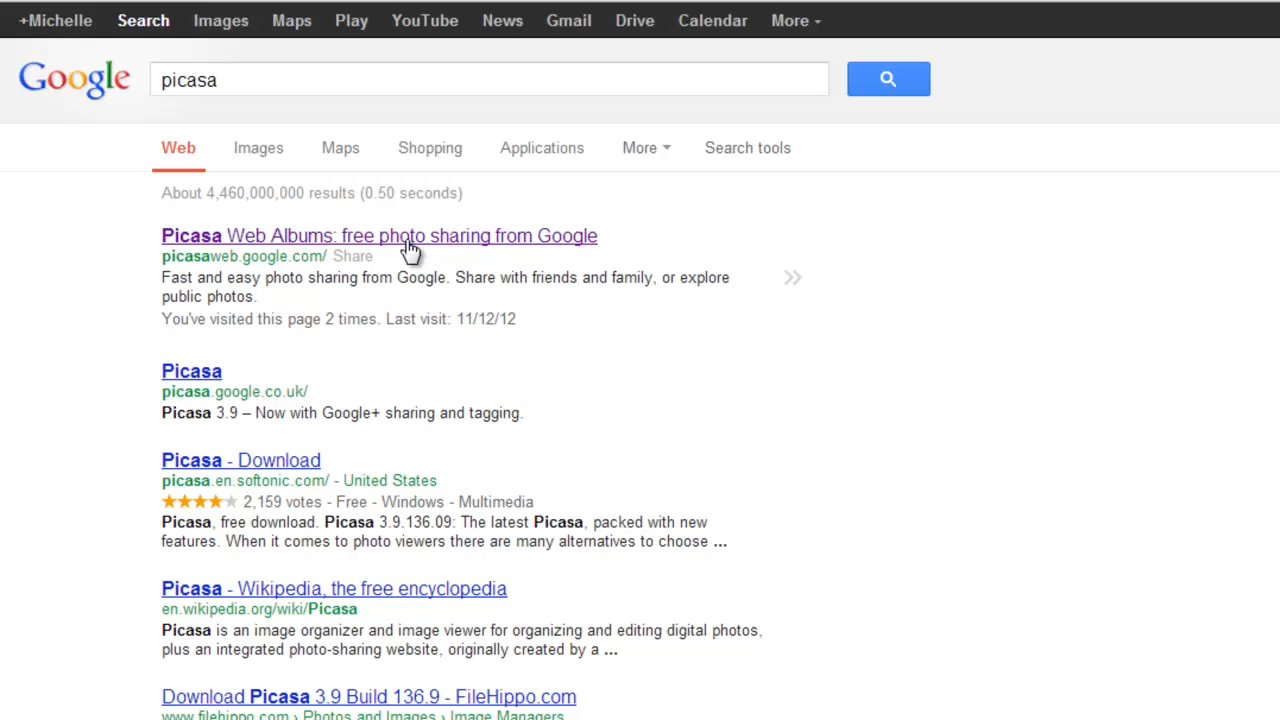 +Michelle Search Images Maps Play YouTube News Gmail Drive Calendar More
Google picasa
Web Images Maps Shopping Applications More Search tools
About 4,460,000,000 results (0.50 seconds)
Picasa Web Albums: free photo sharing from Google
picasaweb.google.com/ Share
Fast and easy photo sharing from Google. Share with friends and family, or explore
public photos.
You've visited this page 2 times. Last visit: 11/12/12
Picasa
picasa.google.co.uk/
Picasa 3.9 – Now with Google+ sharing and tagging.
Picasa - Download
picasa.en.softonic.com/ - United States
2,159 votes - Free - Windows - Multimedia
Picasa, free download. Picasa 3.9.136.09: The latest Picasa, packed with new
features. When it comes to photo viewers there are many alternatives to choose ...
Picasa - Wikipedia, the free encyclopedia
en.wikipedia.org/wiki/Picasa
Picasa is an image organizer and image viewer for organizing and editing digital photos,
plus an integrated photo-sharing website, originally created by a ...
Download Picasa 3.9 Build 136.9 - FileHippo.com
www.filehippo.com › Photos and Images › Image Managers